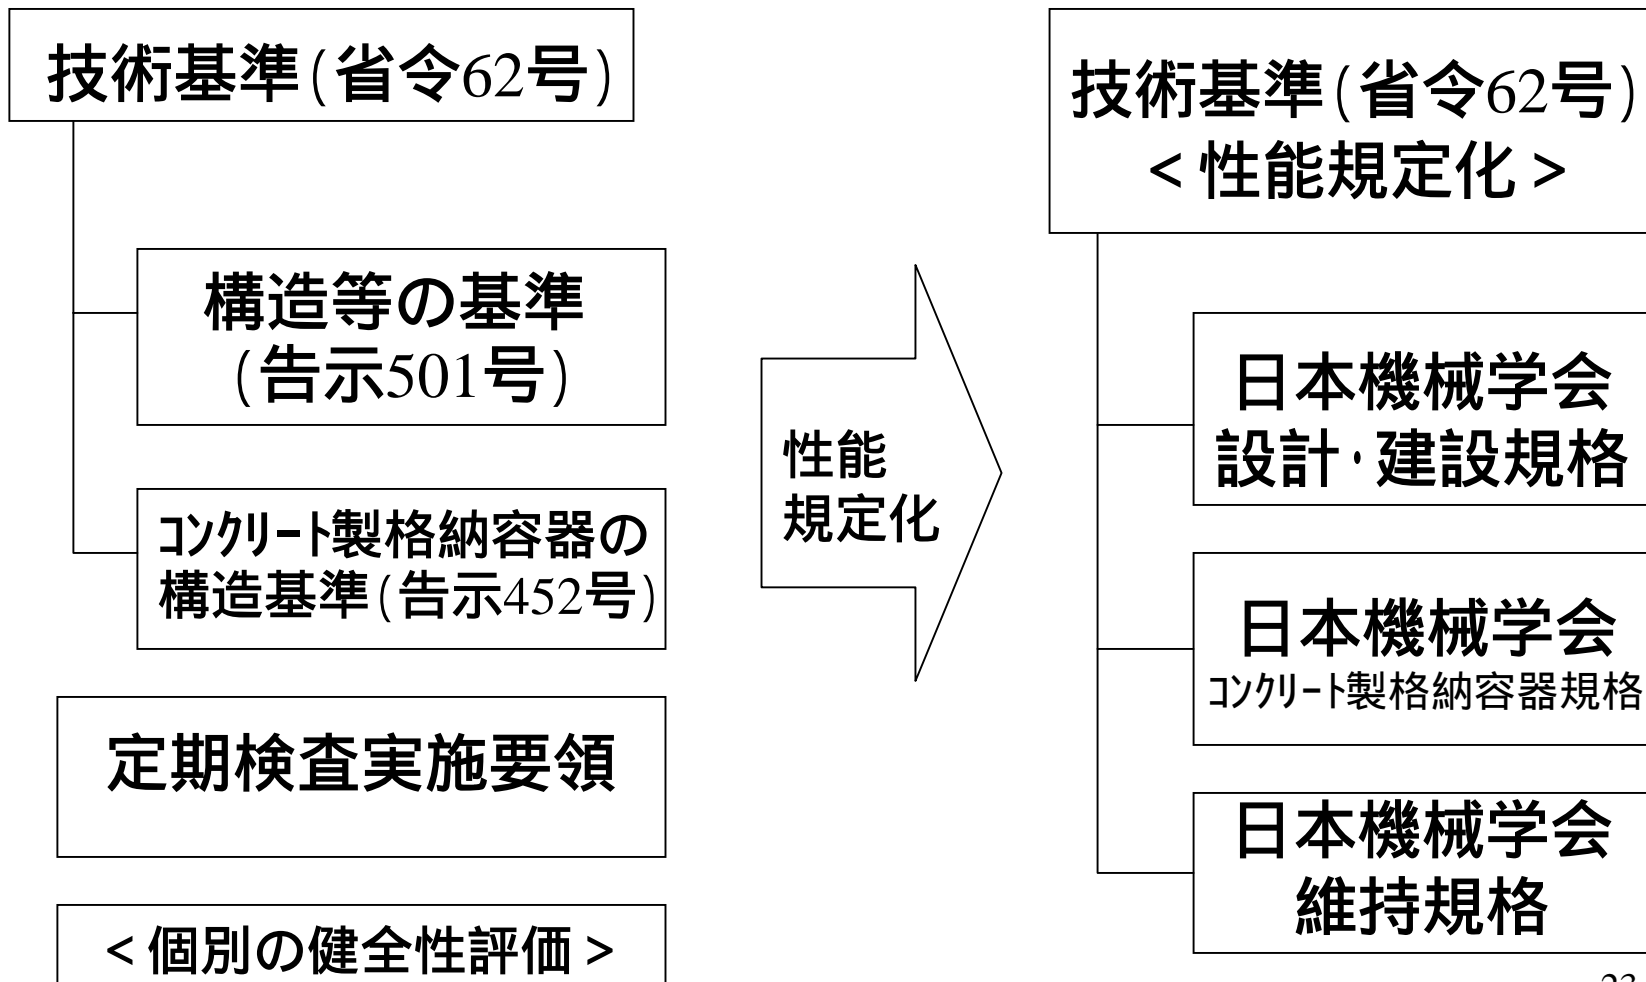 技術基準(省令62号)
構造等の基準
(告示501号)
コンクリート製格納容器の
構造基準(告示452号)
定期検査実施要領
<個別の健全性評価>
性能
規定化
技術基準(省令62号)
<性能規定化>
日本機械学会
設計・建設規格
日本機械学会
コンクリート製格納容器規格
日本機械学会
維持規格
23